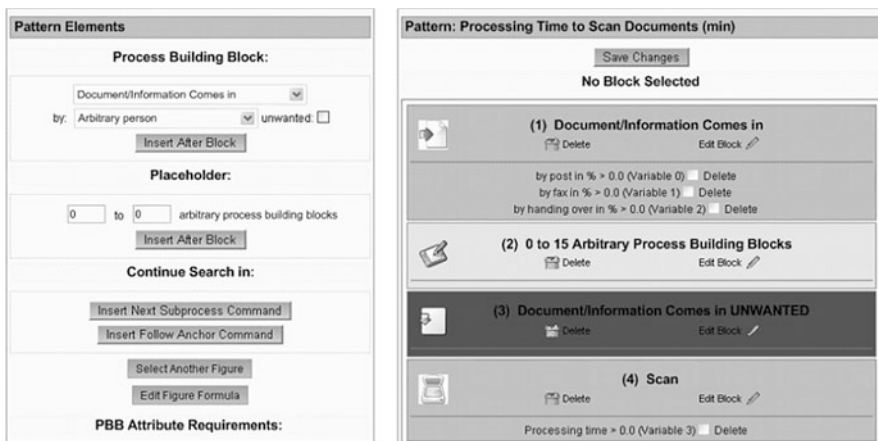 Pattern Elements
Process Building Block:
Document/Information Comes in
by: Arbitrary person unwanted:
Insert After Block
Placeholder:
0 to 0 arbitrary process building blocks
Insert After Block
Continue Search in:
Insert Next Subprocess Command
Insert Follow Anchor Command
Select Another Figure
Edit Figure Formula
PBB Attribute Requirements:
Pattern: Processing Time to Scan Documents (min)
Save Changes
No Block Selected
(1) Document/Information Comes in
Delete Edit Block
by post in % > 0.0 (Variable 0) Delete
by fax in % > 0.0 (Variable 1) Delete
by handing over in % > 0.0 (Variable 2) Delete
(2) 0 to 15 Arbitrary Process Building Blocks
Delete Edit Block
(3) Document/Information Comes in UNWANTED
Delete Edit Block
(4) Scan
Delete Edit Block
Processing time > 0.0 (Variable 3) Delete